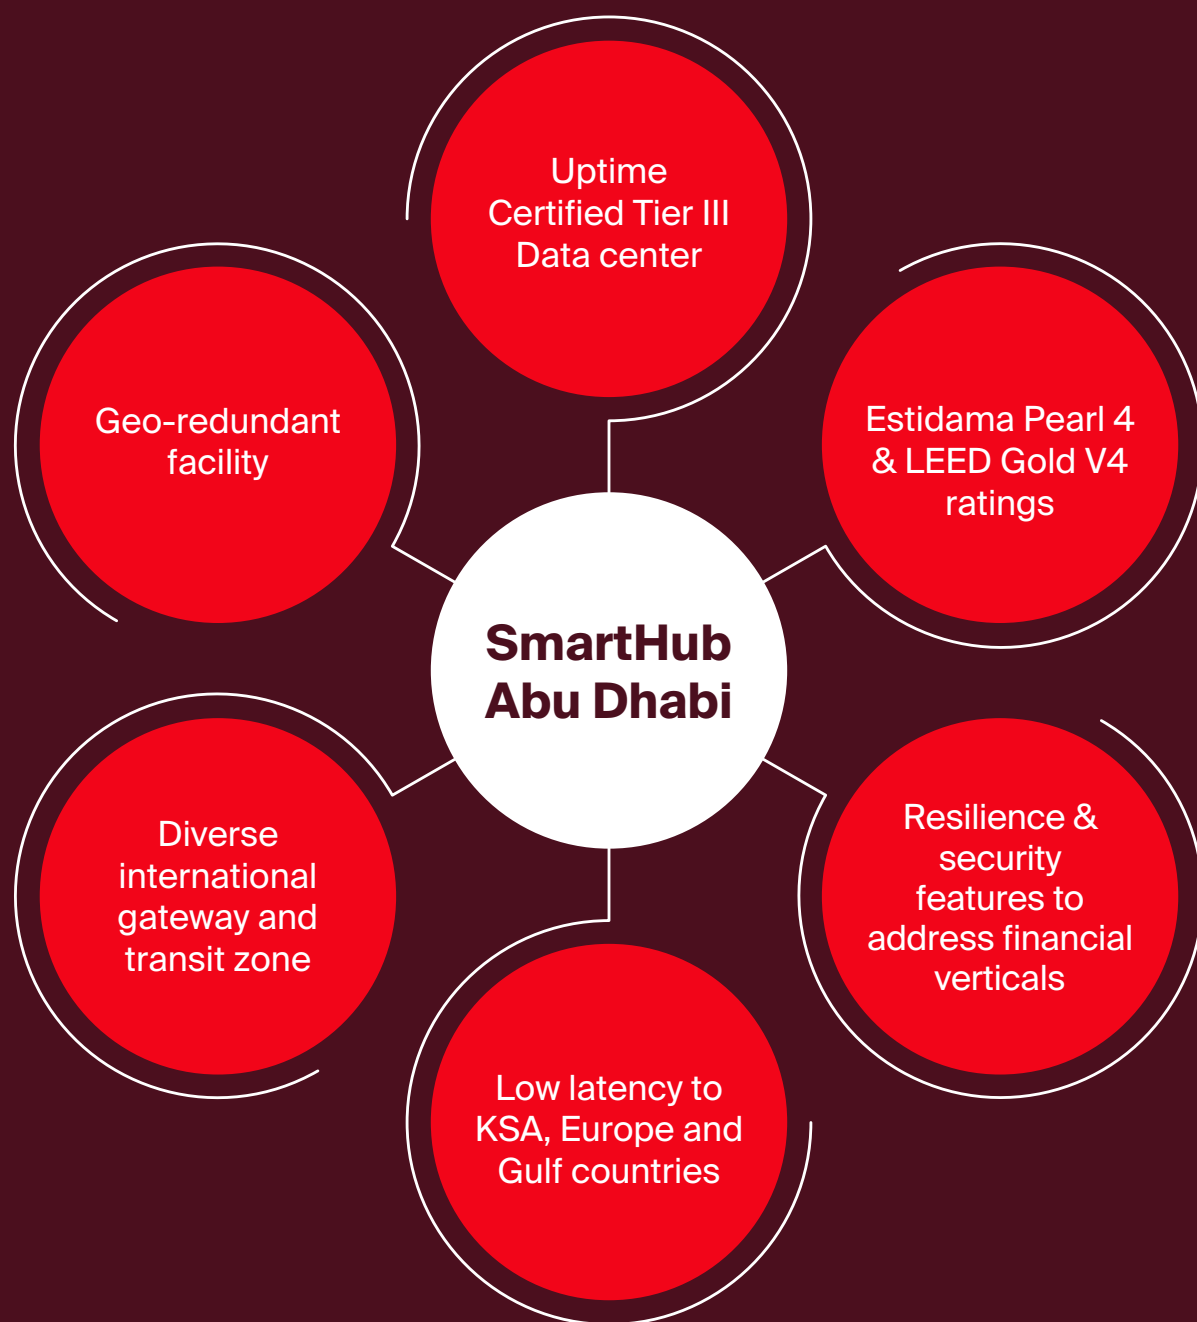 Uptime
Certified Tier III
Data center
Geo-redundant
facility
Estidama Pearl 4
& LEED Gold V4
ratings
SmartHub
Abu Dhabi
Diverse
international
gateway and
transit zone
Resilience &
security
features to
address financial
verticals
Low latency to
KSA, Europe and
Gulf countries